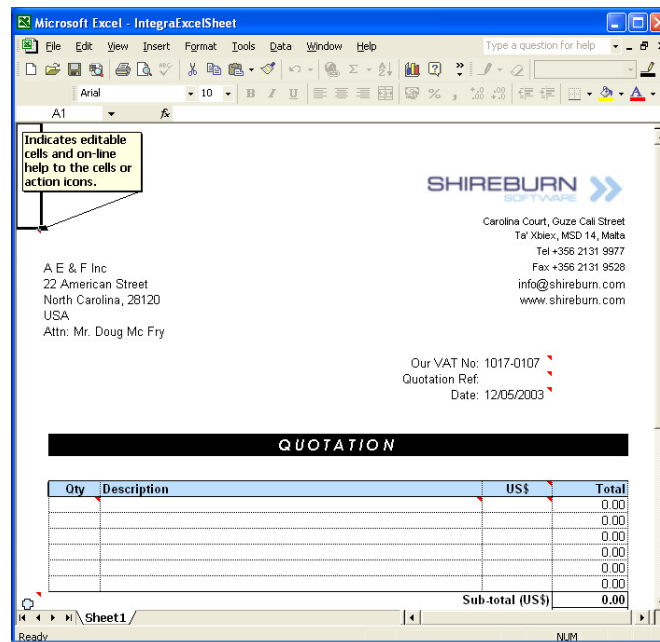 Microsoft Excel - IntegraExcelSheet
File Edit View Insert Format Tools Data Window Help Type a question for help
Arial 10 B I U % ,
A1 fx
Indicates editable
cells and on-line
help to the cells or
action icons.
SHIREBURN
SOFTWARE
Carolina Court, Guze Cali Street
Ta' Xbiex, MSD 14, Malta
Tel +356 2131 9977
Fax +356 2131 9528
info@shireburn.com
www.shireburn.com
A E & F Inc
22 American Street
North Carolina, 28120
USA
Attn: Mr. Doug Mc Fry
Our VAT No: 1017-0107
Quotation Ref:
Date: 12/05/2003
QUOTATION
Qty Description US$ Total
0.00
0.00
0.00
0.00
0.00
0.00
Sub-total (US$) 0.00
Sheet1
Ready NUM